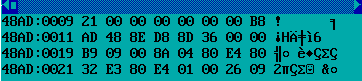 48AD:0009 21 00 00 00 00 00 00 B8 !      ╕
48AD:0011 AD 48 8E D8 8D 36 00 00 ¡HÄ╪ì6
48AD:0019 B9 09 00 8A 04 80 E4 80 ╣○ è♦ÇΣÇ
48AD:0021 32 E3 80 E4 01 00 26 09 2πÇΣ☺ &○